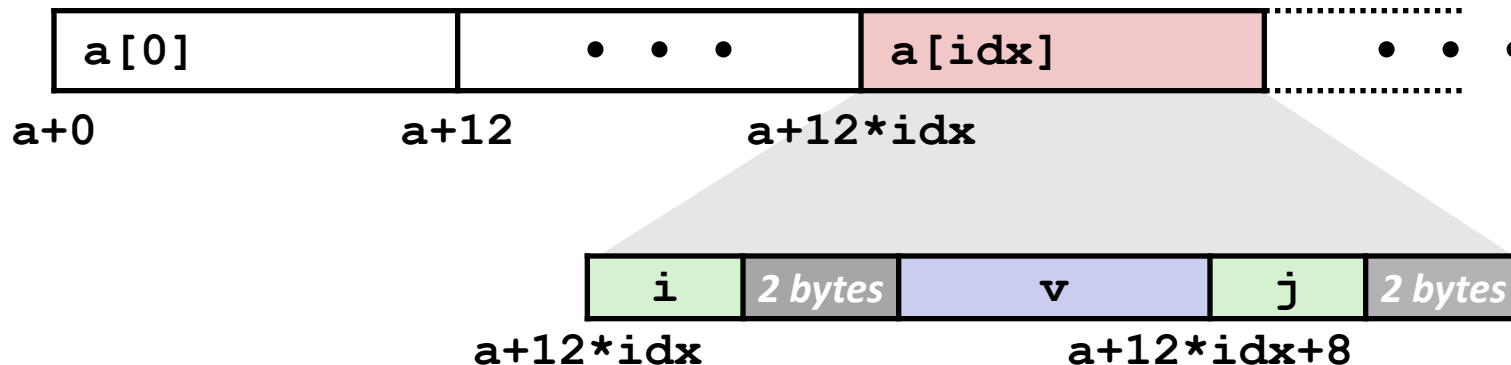 a[0] • • • a[idx] • • •
a+0 a+12 a+12*idx
i 2 bytes v j 2 bytes
a+12*idx a+12*idx+8